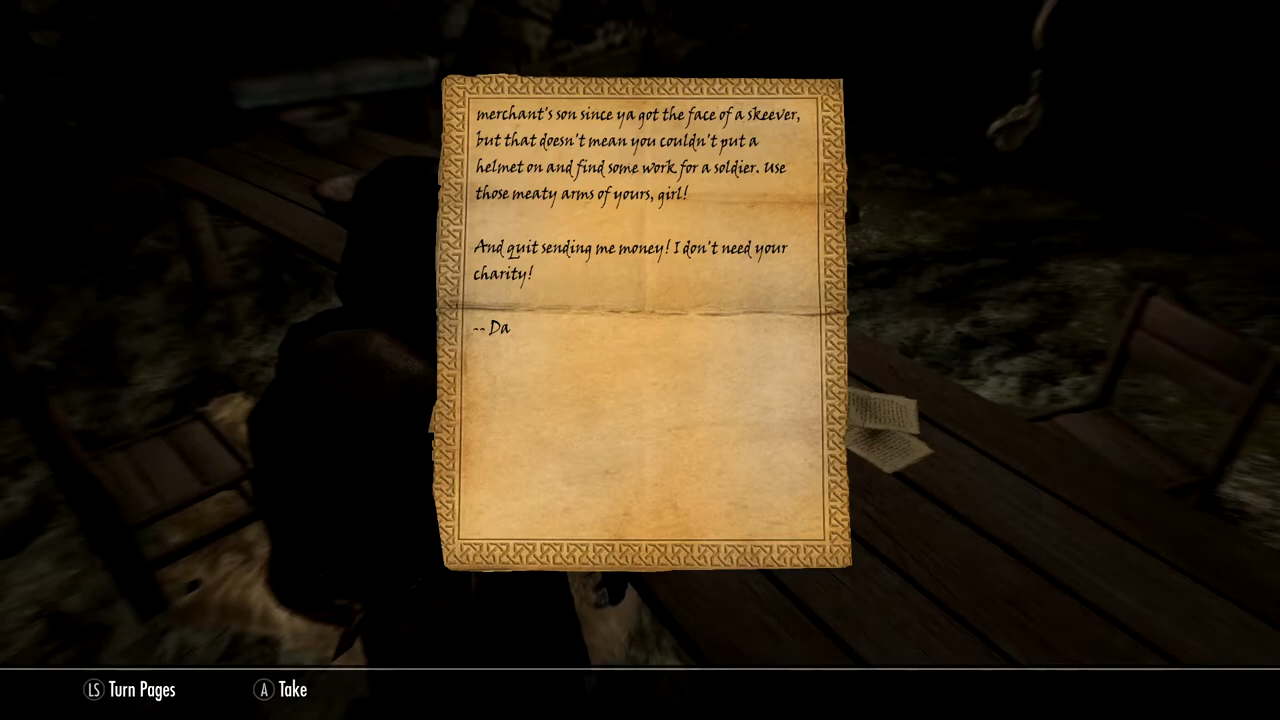 merchant's son since ya got the face of a skeever,
but that doesn't mean you couldn't put a
helmet on and find some work for a soldier. Use
those meaty arms of yours, girl!
And quit sending me money! I don't need your
charity!
-- Da
LS Turn Pages
A Take